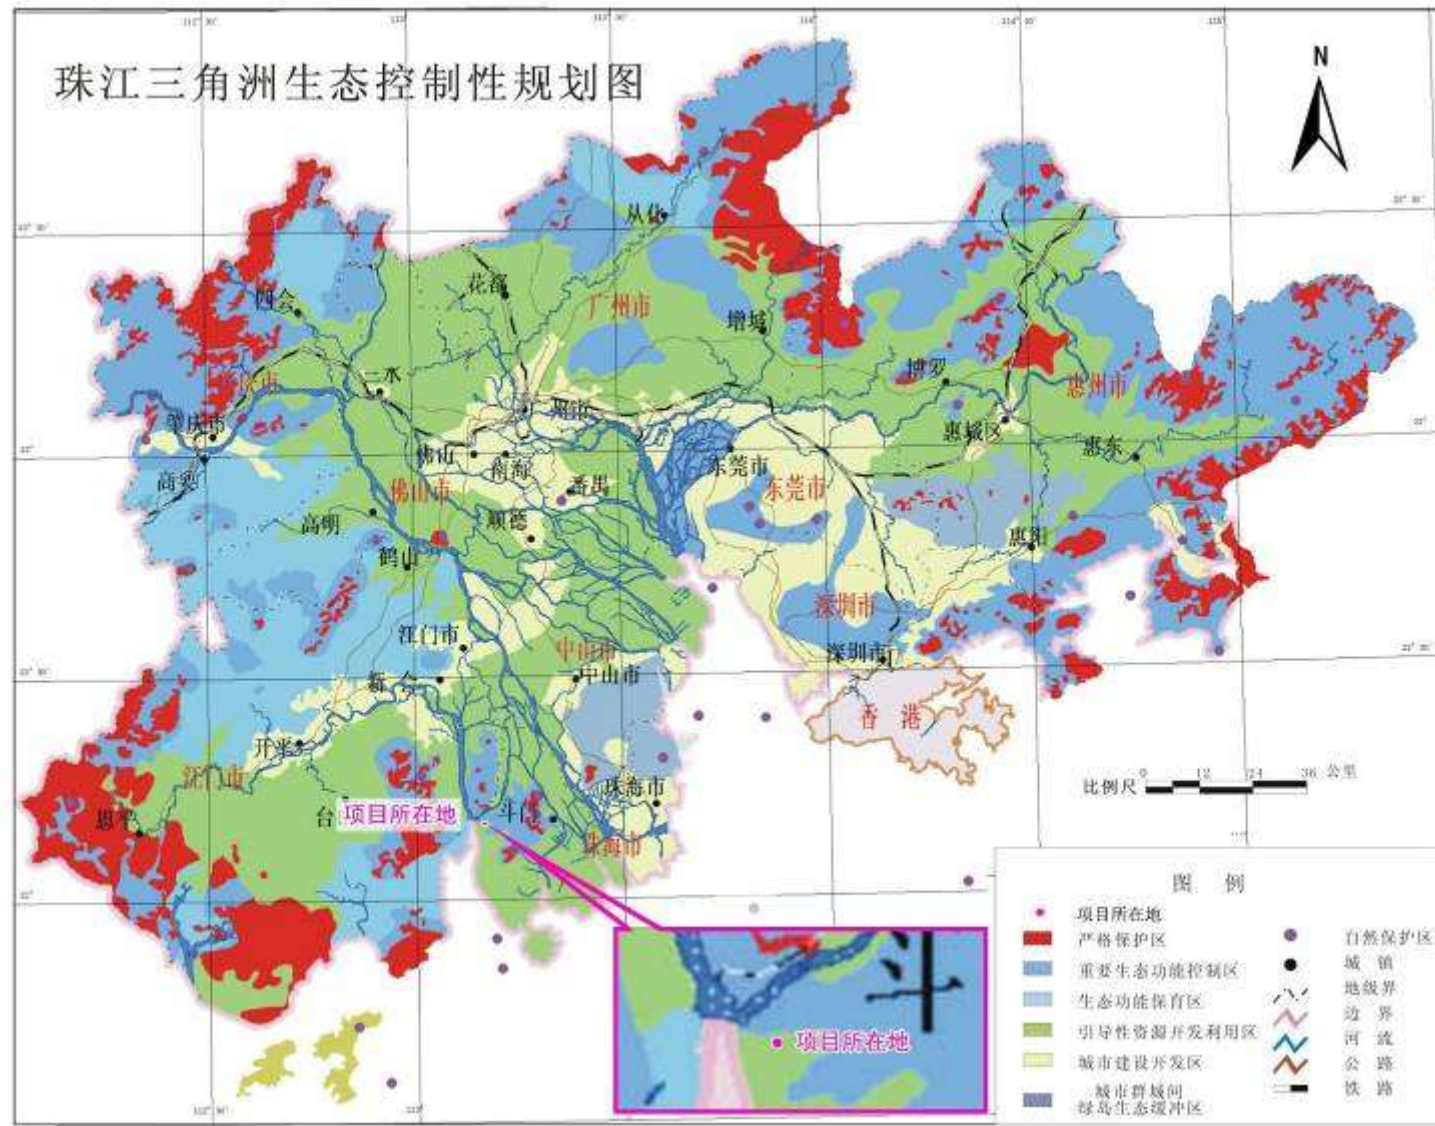 珠江三角洲生态控制性规划图
N
从化
花都
广州市
四会
增城
三水
博罗
惠州市
肇庆市
惠城区
惠东
佛山
南海
东莞市
东莞市
佛山市
番禺
高明
顺德
惠阳
鹤山
深圳市
江门市
中山市
深圳市
中山市
新会
香港
开平
江门市
珠海市
恩平
台
项目所在地
斗门
珠海市
比例尺 0 12 24 36 公里
斗
项目所在地
图例
项目所在地
严格保护区
重要生态功能控制区
生态功能保育区
引导性资源开发利用区
城市建设开发区
城市群城间
绿岛生态缓冲区
自然保护区
城镇
地级界
边界
河流
公路
铁路